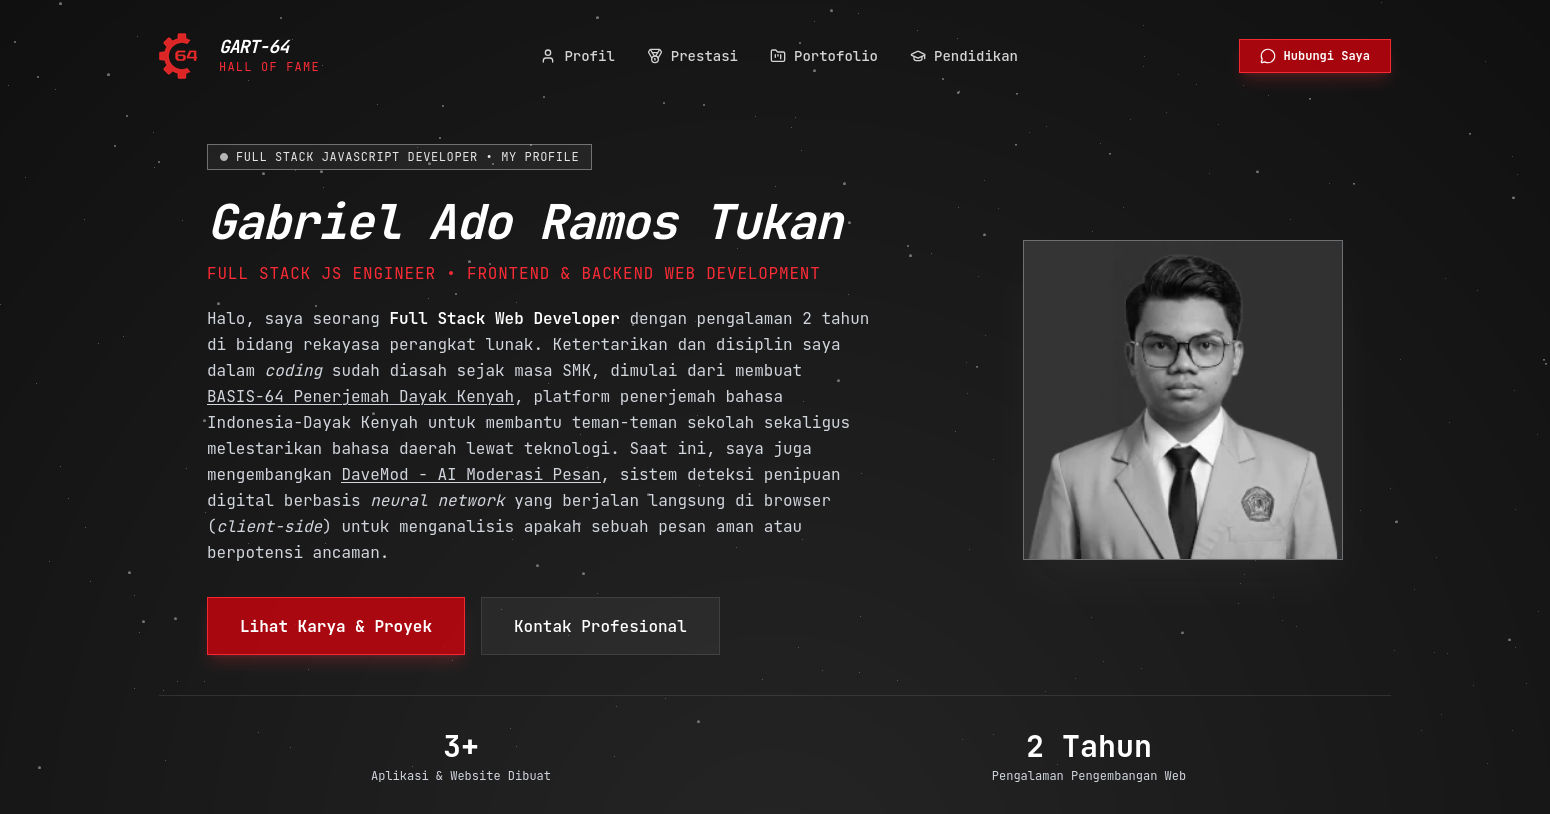 64
GART-64
HALL OF FAME
Profil
Prestasi
Portofolio
Pendidikan
Hubungi Saya
FULL STACK JAVASCRIPT DEVELOPER • MY PROFILE
Gabriel Ado Ramos Tukan
FULL STACK JS ENGINEER • FRONTEND & BACKEND WEB DEVELOPMENT
Halo, saya seorang Full Stack Web Developer dengan pengalaman 2 tahun
di bidang rekayasa perangkat lunak. Ketertarikan dan disiplin saya
dalam coding sudah diasah sejak masa SMK, dimulai dari membuat
BASIS-64 Penerjemah Dayak Kenyah, platform penerjemah bahasa
Indonesia-Dayak Kenyah untuk membantu teman-teman sekolah sekaligus
melestarikan bahasa daerah lewat teknologi. Saat ini, saya juga
mengembangkan DaveMod - AI Moderasi Pesan, sistem deteksi penipuan
digital berbasis neural network yang berjalan langsung di browser
(client-side) untuk menganalisis apakah sebuah pesan aman atau
berpotensi ancaman.
Lihat Karya & Proyek
Kontak Profesional
3+
Aplikasi & Website Dibuat
2 Tahun
Pengalaman Pengembangan Web